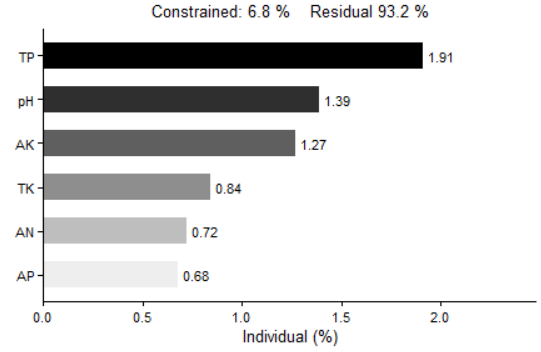 Constrained: 6.8 % Residual 93.2 %
TP 1.91
pH 1.39
AK 1.27
TK 0.84
AN 0.72
AP 0.68
0.0 0.5 1.0 1.5 2.0
Individual (%)